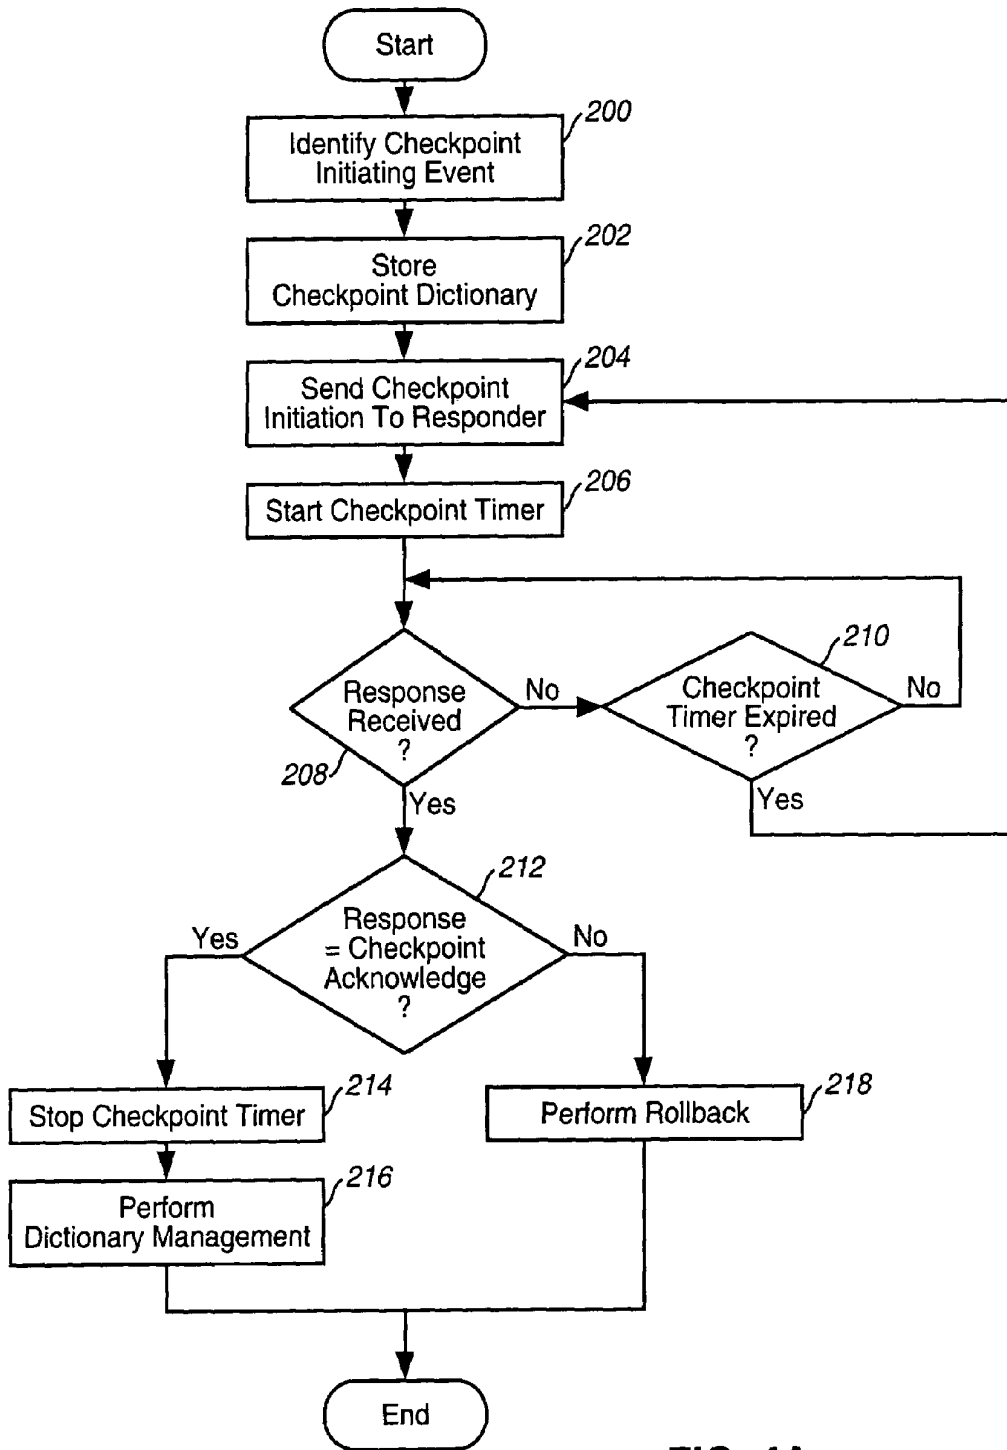 Start
200
Identify Checkpoint
Initiating Event
202
Store
Checkpoint Dictionary
204
Send Checkpoint
Initiation To Responder
206
Start Checkpoint Timer
210
Response
Received
?
No
Checkpoint
Timer Expired
?
No
208
Yes
Yes
212
Response
= Checkpoint
Acknowledge
?
Yes
No
214
Stop Checkpoint Timer
218
Perform Rollback
216
Perform
Dictionary Management
End